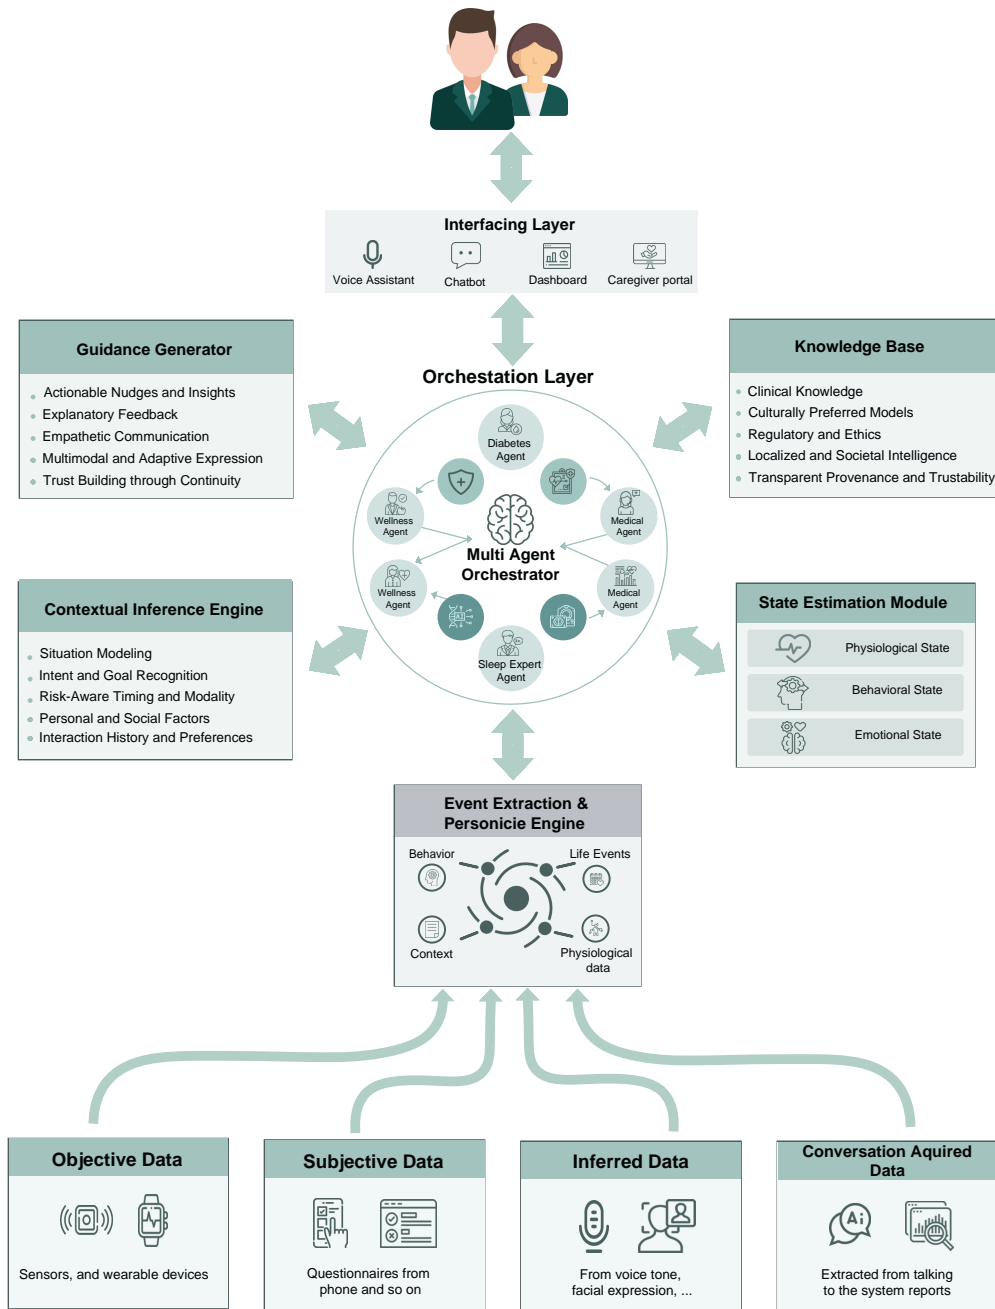 Interfacing Layer
Voice Assistant
Chatbot
Dashboard
Caregiver portal
Guidance Generator
Actionable Nudges and Insights
Explanatory Feedback
Empathetic Communication
Multimodal and Adaptive Expression
Trust Building through Continuity
Knowledge Base
Clinical Knowledge
Culturally Preferred Models
Regulatory and Ethics
Localized and Societal Intelligence
Transparent Provenance and Trustability
Orchestation Layer
Diabetes
Agent
Wellness
Agent
Medical
Agent
Multi Agent
Orchestrator
Wellness
Agent
Medical
Agent
Sleep Expert
Agent
Contextual Inference Engine
Situation Modeling
Intent and Goal Recognition
Risk-Aware Timing and Modality
Personal and Social Factors
Interaction History and Preferences
State Estimation Module
Physiological State
Behavioral State
Emotional State
Event Extraction &
Personicie Engine
Behavior
Life Events
Context
Physiological
data
Objective Data
Sensors, and wearable devices
Subjective Data
Questionnaires from
phone and so on
Inferred Data
From voice tone,
facial expression, ...
Conversation Aquired
Data
Ai
Extracted from talking
to the system reports